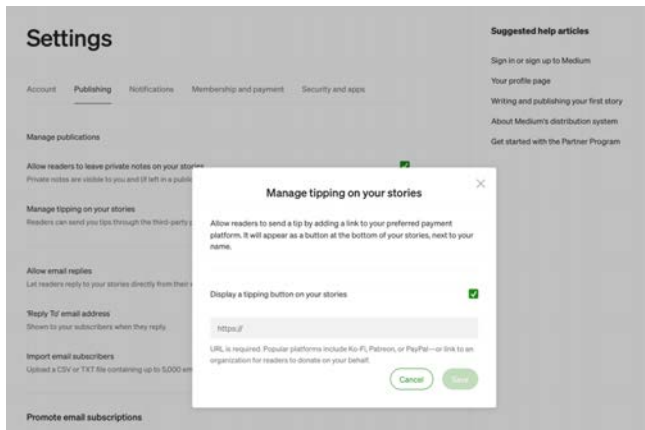 Settings
Account Publishing Notifications Membership and payment Security and apps
Manage publications
Allow readers to leave private notes on your stories
Private notes are visible to you and (if left in a public
Manage tipping on your stories
Readers can send you tips through the third-party
Allow email replies
Let readers reply to your stories directly from their
'Reply To' email address
Shown to your subscribers when they reply.
Import email subscribers
Upload a CSV or TXT file containing up to 5,000 em
Promote email subscriptions
Manage tipping on your stories
Allow readers to send a tip by adding a link to your preferred payment
platform. It will appear as a button at the bottom of your stories, next to your
name.
Display a tipping button on your stories
https://
URL is required. Popular platforms include Ko-Fi, Patreon, or PayPal—or link to an
organization for readers to donate on your behalf.
Cancel Save
Suggested help articles
Sign in or sign up to Medium
Your profile page
Writing and publishing your first story
About Medium's distribution system
Get started with the Partner Program